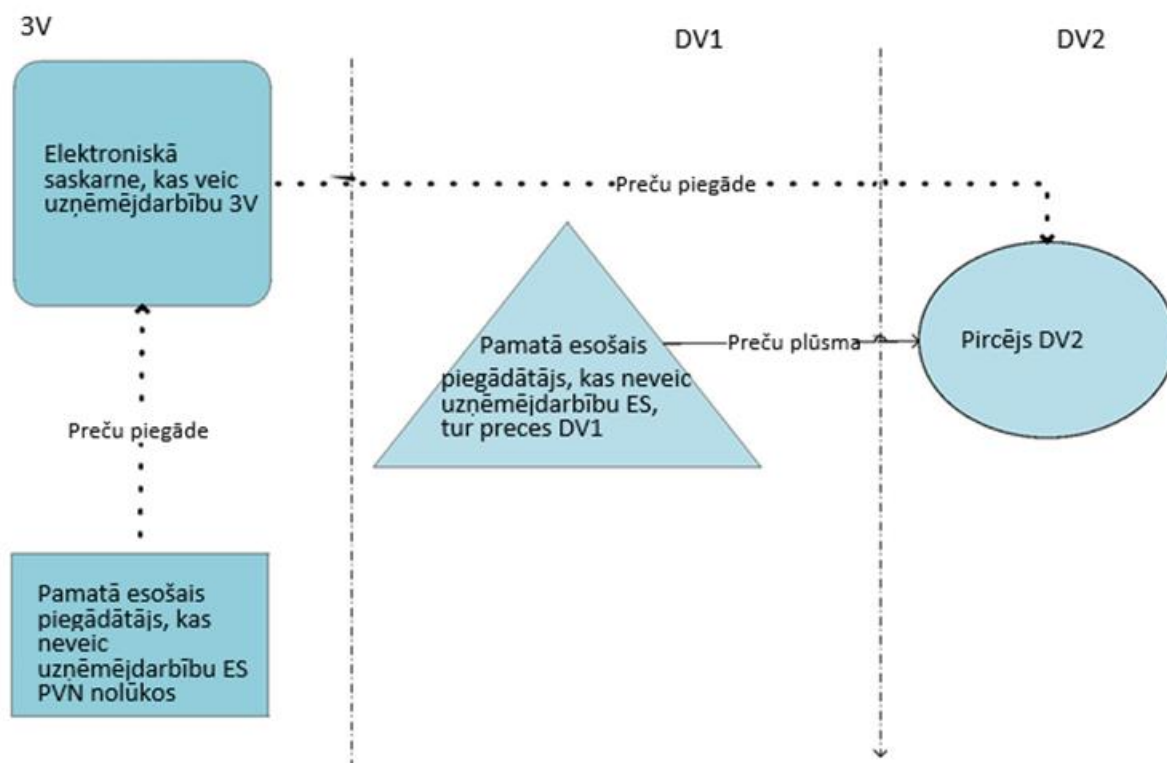 3V
DV1
DV2
Elektroniskā
saskarne, kas veic
uzņēmējdarbību 3V
Preču piegāde
Pamatā esošais
piegādātājs, kas neveic
uzņēmējdarbību ES,
tur preces DV1
Preču plūsma
Pircējs DV2
Preču piegāde
Pamatā esošais
piegādātājs, kas
neveic
uzņēmējdarbību ES
PVN nolūkos